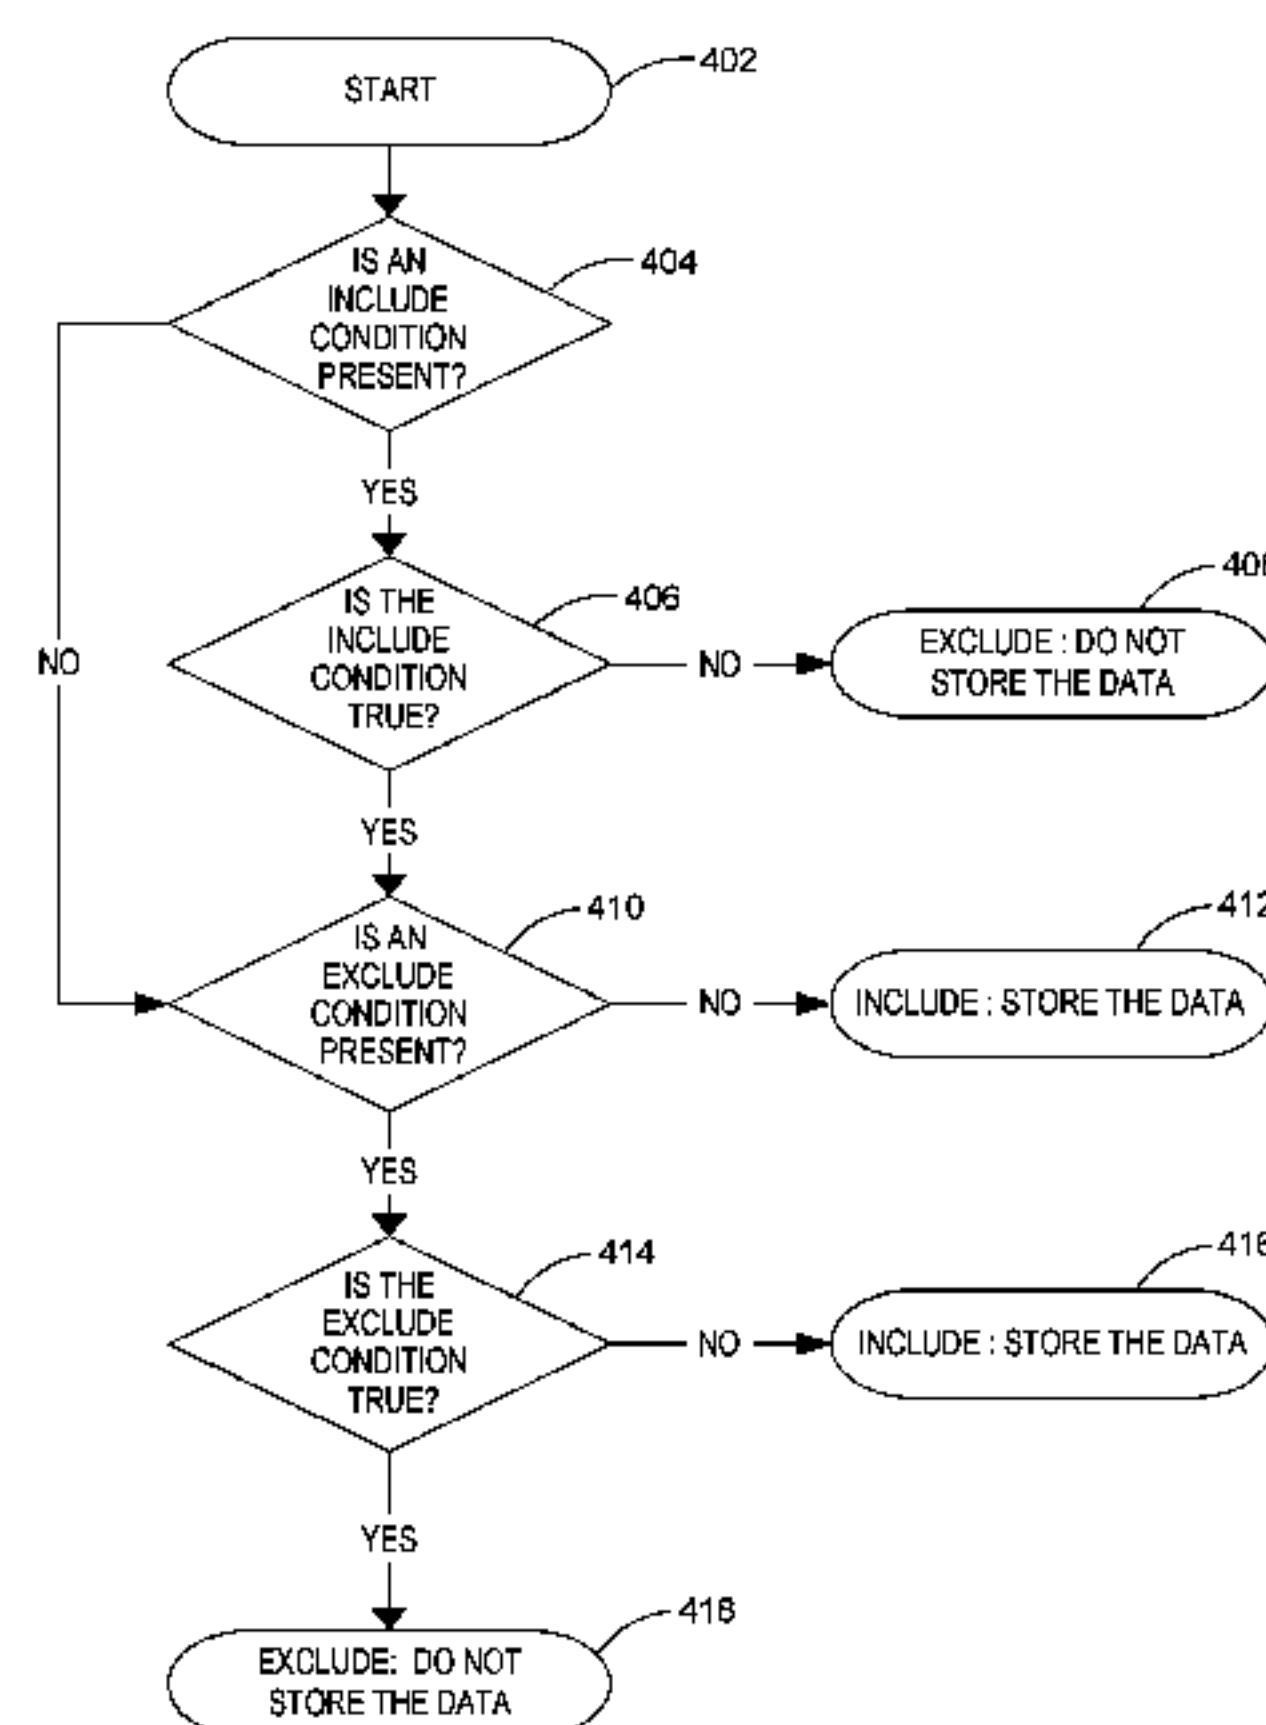 START
402
IS AN
INCLUDE
CONDITION
PRESENT?
404
YES
NO
IS THE
INCLUDE
CONDITION
TRUE?
406
NO
EXCLUDE : DO NOT
STORE THE DATA
YES
IS AN
EXCLUDE
CONDITION
PRESENT?
410
NO
INCLUDE : STORE THE DATA
412
YES
IS THE
EXCLUDE
CONDITION
TRUE?
414
NO
INCLUDE : STORE THE DATA
YES
EXCLUDE: DO NOT
STORE THE DATA
418